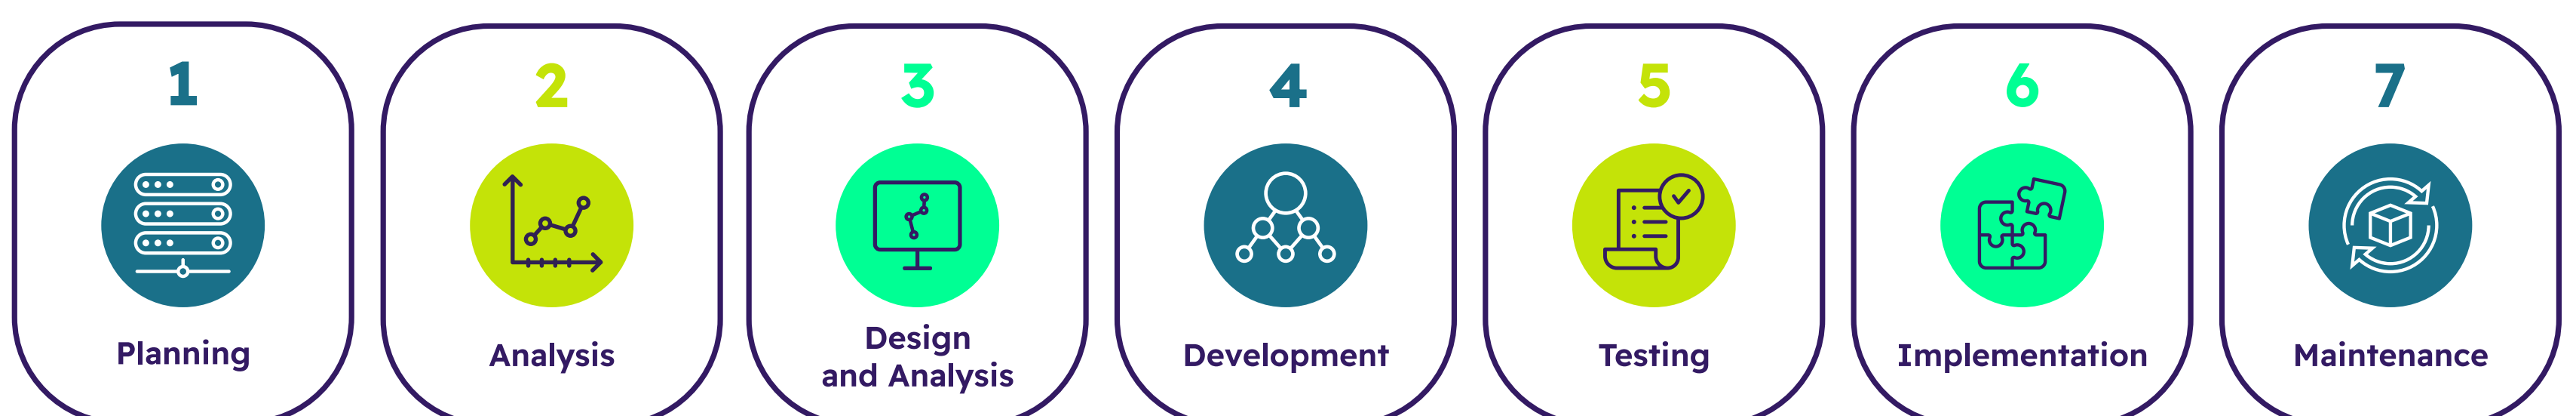 1
Planning
2
Analysis
3
Design
and Analysis
4
Development
5
Testing
6
Implementation
7
Maintenance